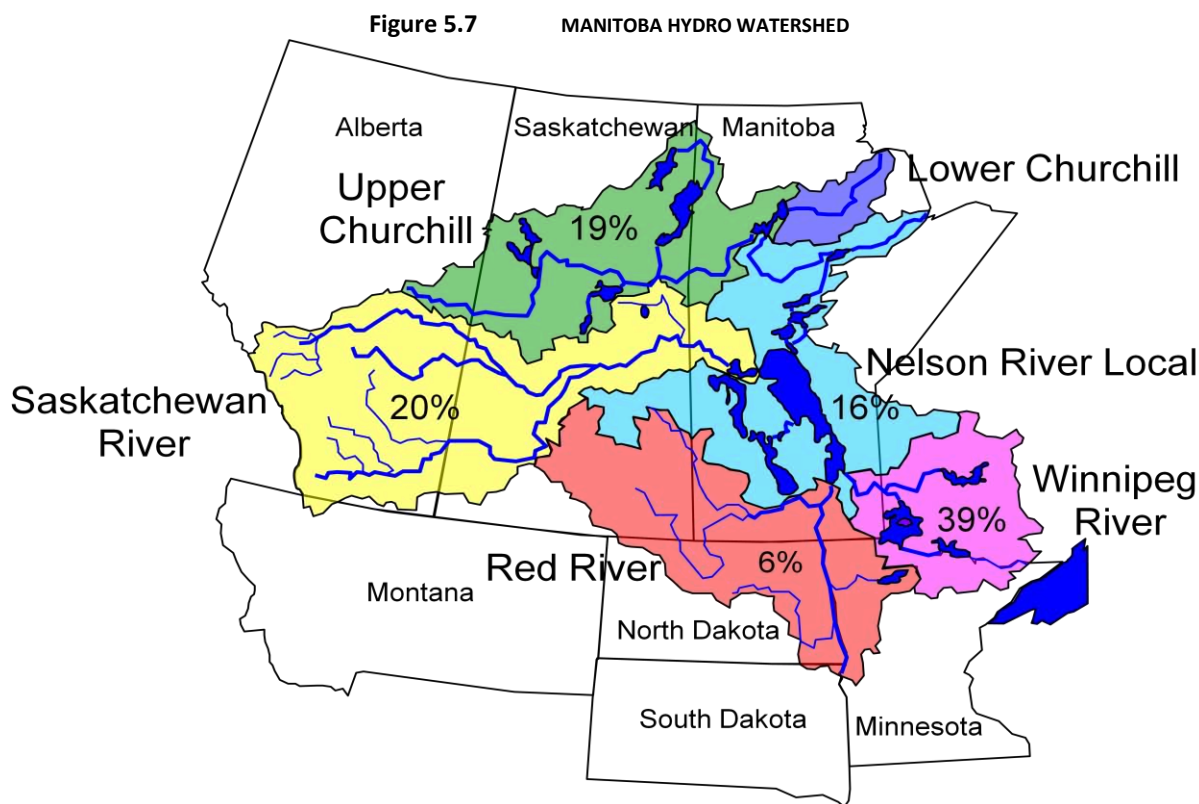 Figure 5.7 MANITOBA HYDRO WATERSHED
Alberta
Saskatchewan
Manitoba
Lower Churchill
Upper
Churchill
19%
Nelson River Local
16%
Saskatchewan
River
20%
Winnipeg
River
39%
Red River
6%
Montana
North Dakota
South Dakota
Minnesota